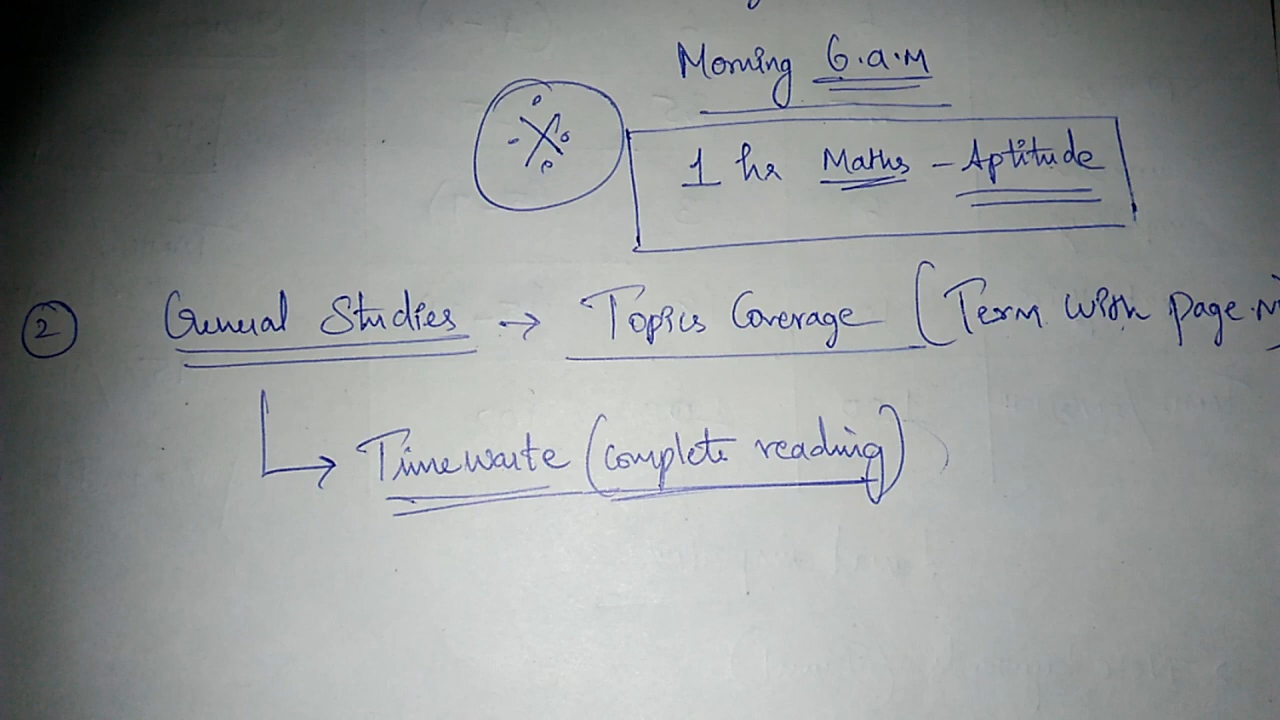 Morning 6.a.m
1 hr Maths - Aptitude
② General Studies → Topics Coverage (Term with page.N
Timewaste (complete reading)